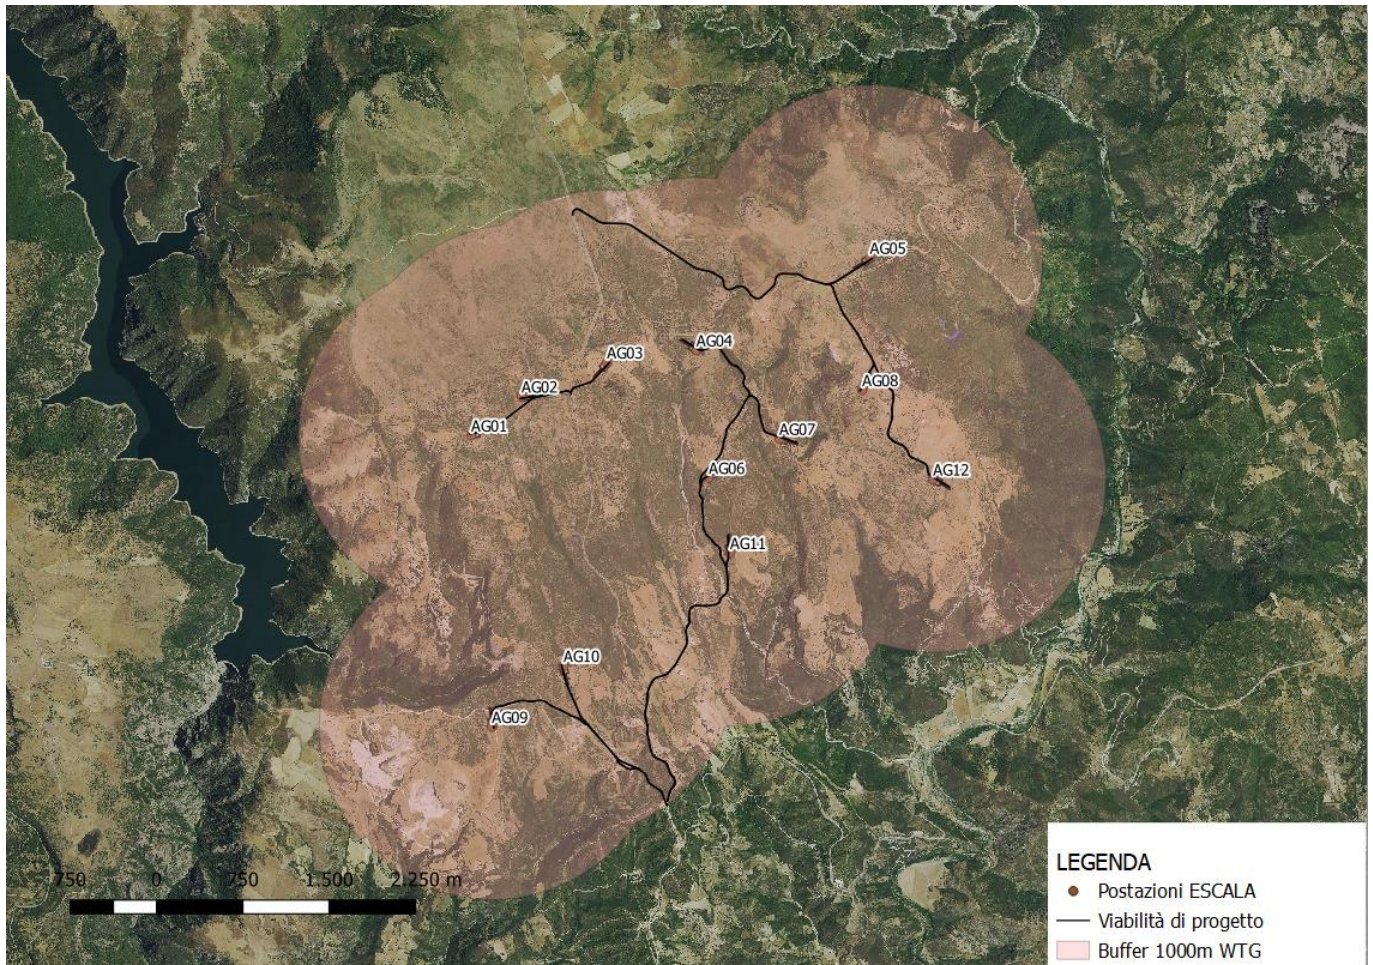 AG05
AG04
AG03
AG08
AG02
AG01
AG07
AG06
AG12
AG11
AG10
AG09
750 0 750 1.500 2.250 m
LEGENDA
Postazioni ESCALA
Viabilità di progetto
Buffer 1000m WTG